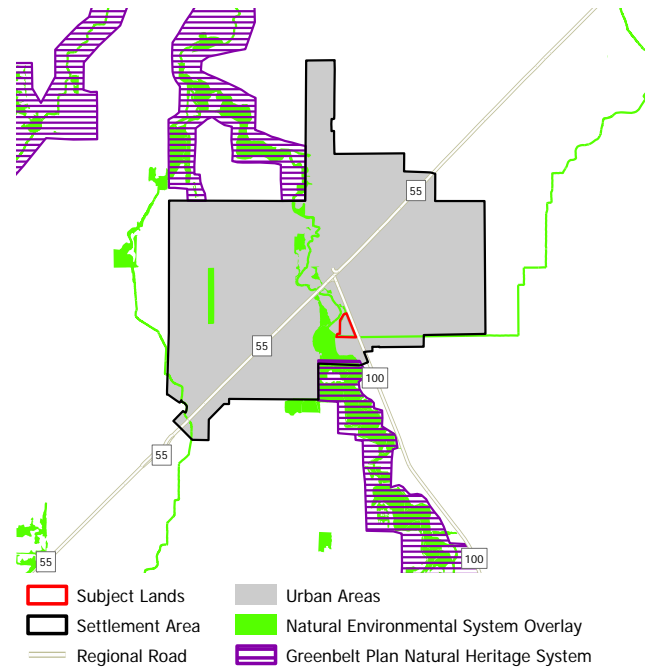 55
55
100
55
100
55
Subject Lands
Urban Areas
Settlement Area
Natural Environmental System Overlay
Regional Road
Greenbelt Plan Natural Heritage System